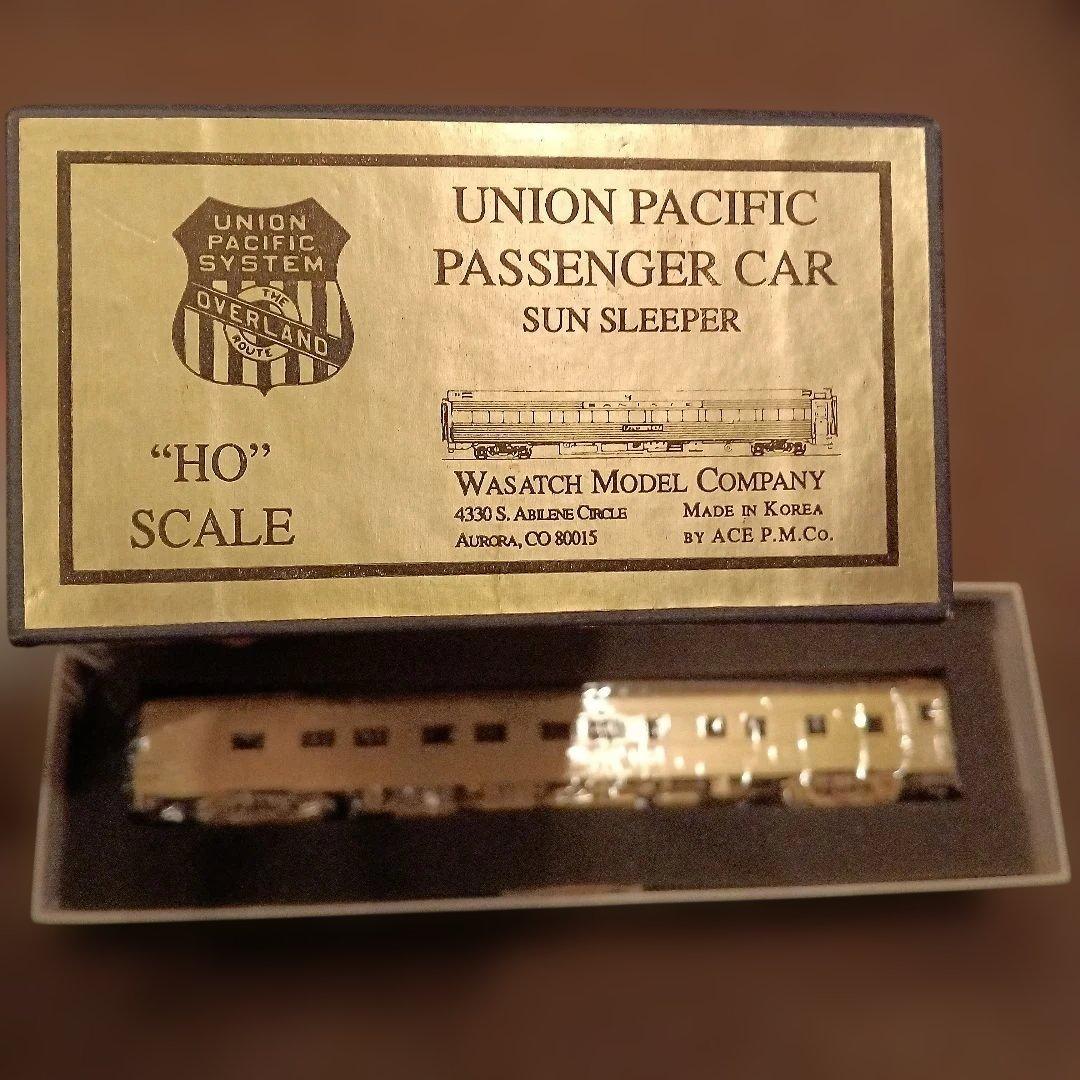 UNION
PACIFIC
SYSTEM
THE
OVERLAND
ROUTE
"HO"
SCALE
UNION PACIFIC
PASSENGER CAR
SUN SLEEPER
WASATCH MODEL COMPANY
4330 S. ABILENE CIRCLE
MADE IN KOREA
AURORA, CO 80015
BY ACE P.M.CO.